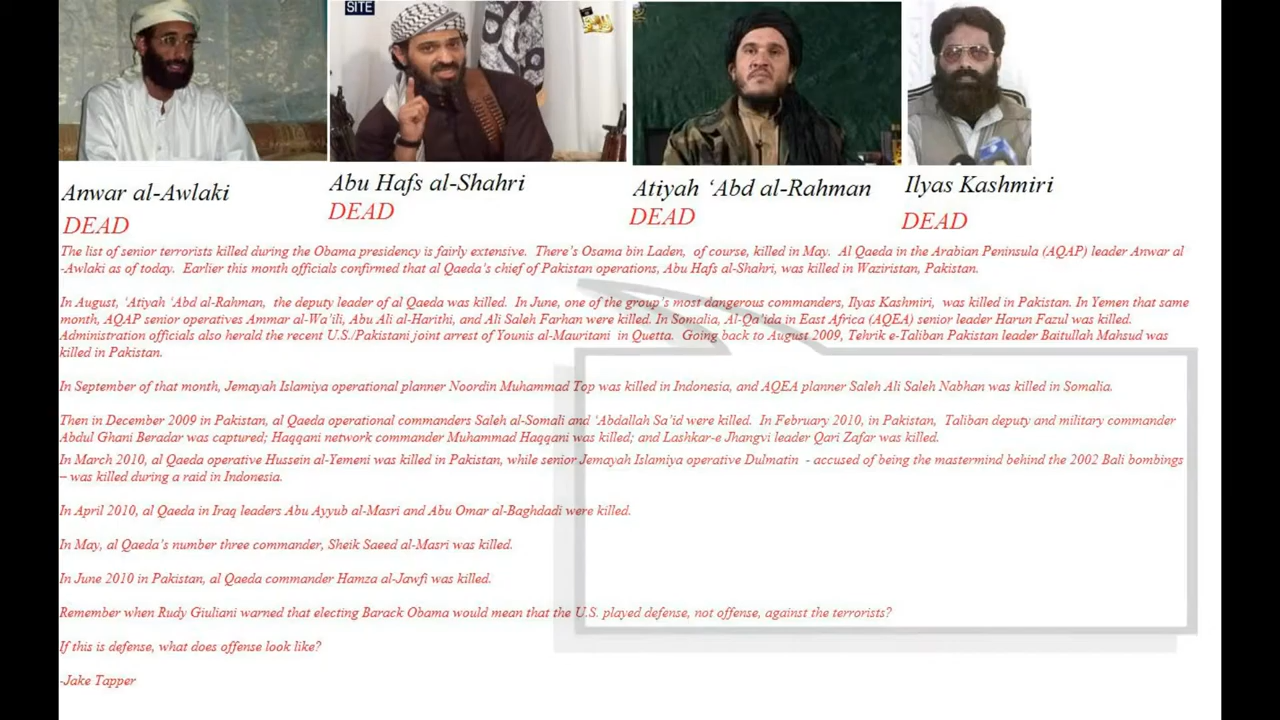 SITE
Anwar al-Awlaki
DEAD
Abu Hafs al-Shahri
DEAD
Atiyah ‘Abd al-Rahman
DEAD
Ilyas Kashmiri
DEAD
The list of senior terrorists killed during the Obama presidency is fairly extensive. There's Osama bin Laden, of course, killed in May. Al Qaeda in the Arabian Peninsula (AQAP) leader Anwar al
-Awlaki as of today. Earlier this month officials confirmed that al Qaeda's chief of Pakistan operations, Abu Hafs al-Shahri, was killed in Waziristan, Pakistan.
In August, ‘Atiyah ‘Abd al-Rahman, the deputy leader of al Qaeda was killed. In June, one of the group's most dangerous commanders, Ilyas Kashmiri, was killed in Pakistan. In Yemen that same
month, AQAP senior operatives Ammar al-Wa'ili, Abu Ali al-Harithi, and Ali Saleh Farhan were killed. In Somalia, Al-Qa'ida in East Africa (AQEA) senior leader Harun Fazul was killed.
Administration officials also herald the recent U.S./Pakistani joint arrest of Younis al-Mauritani in Quetta. Going back to August 2009, Tehrik e-Taliban Pakistan leader Baitullah Mahsud was
killed in Pakistan.
In September of that month, Jemayah Islamiya operational planner Noordin Muhammad Top was killed in Indonesia, and AQEA planner Saleh Ali Saleh Nabhan was killed in Somalia.
Then in December 2009 in Pakistan, al Qaeda operational commanders Saleh al-Somali and ‘Abdallah Sa'id were killed. In February 2010, in Pakistan, Taliban deputy and military commander
Abdul Ghani Beradar was captured; Haqqani network commander Muhammad Haqqani was killed; and Lashkar-e Jhangvi leader Qari Zafar was killed.
In March 2010, al Qaeda operative Hussein al-Yemeni was killed in Pakistan, while senior Jemayah Islamiya operative Dulmatin - accused of being the mastermind behind the 2002 Bali bombings
– was killed during a raid in Indonesia.
In April 2010, al Qaeda in Iraq leaders Abu Ayyub al-Masri and Abu Omar al-Baghdadi were killed.
In May, al Qaeda's number three commander, Sheik Saeed al-Masri was killed.
In June 2010 in Pakistan, al Qaeda commander Hamza al-Jawfi was killed.
Remember when Rudy Giuliani warned that electing Barack Obama would mean that the U.S. played defense, not offense, against the terrorists?
If this is defense, what does offense look like?
-Jake Tapper